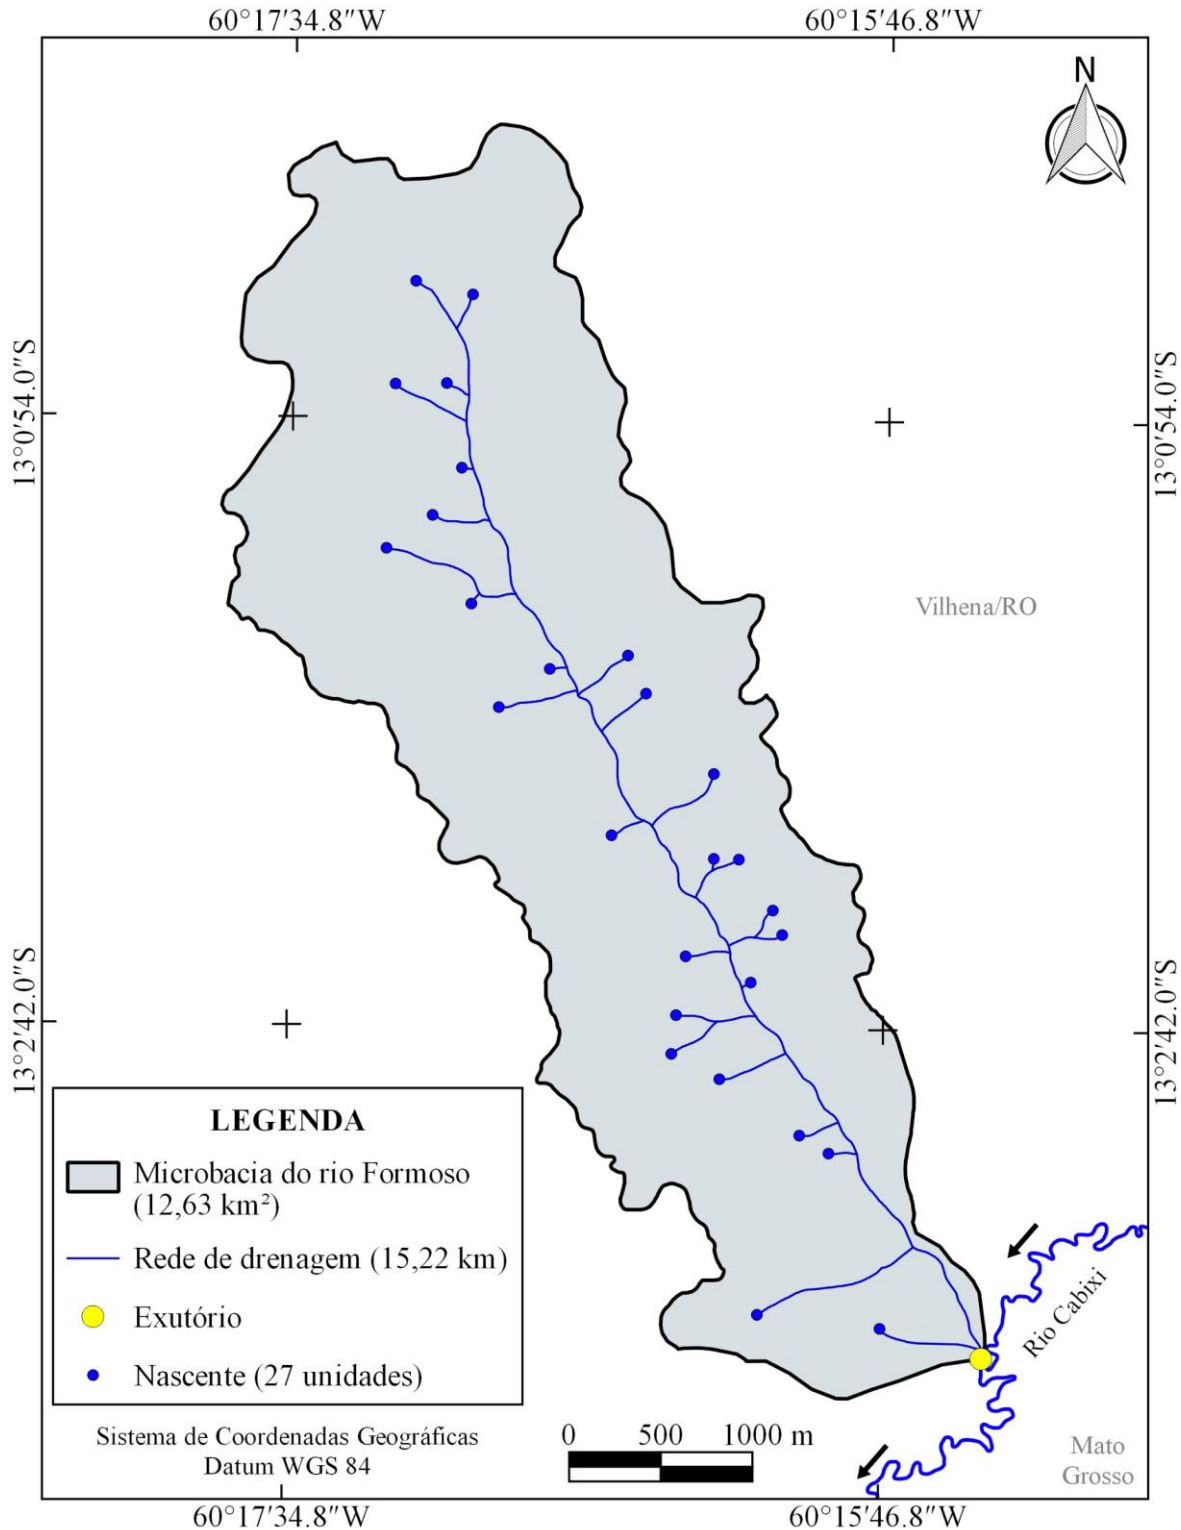 60°17'34.8"W
60°15'46.8"W
N
13°0'54.0"S
13°0'54.0"S
Vilhena/RO
13°2'42.0"S
13°2'42.0"S
LEGENDA
Microbacia do rio Formoso
(12,63 km²)
Rede de drenagem (15,22 km)
Exutório
Nascente (27 unidades)
Rio Cabixi
Sistema de Coordenadas Geográficas
Datum WGS 84
0 500 1000 m
Mato
Grosso
60°17'34.8"W
60°15'46.8"W